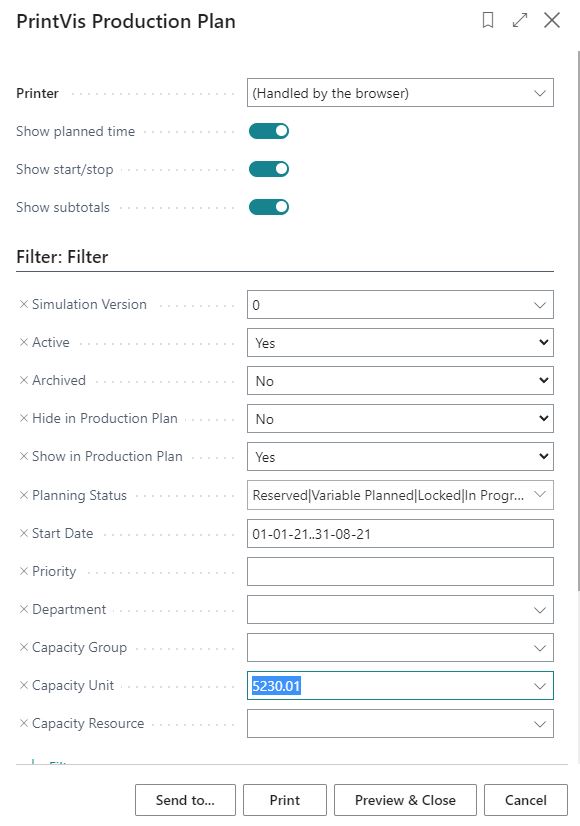 PrintVis Production Plan
Printer (Handled by the browser)
Show planned time
Show start/stop
Show subtotals
Filter: Filter
Simulation Version 0
Active Yes
Archived No
Hide in Production Plan No
Show in Production Plan Yes
Planning Status Reserved|Variable Planned|Locked|In Progr...
Start Date 01-01-21..31-08-21
Priority
Department
Capacity Group
Capacity Unit 5230.01
Capacity Resource
Send to... Print Preview & Close Cancel